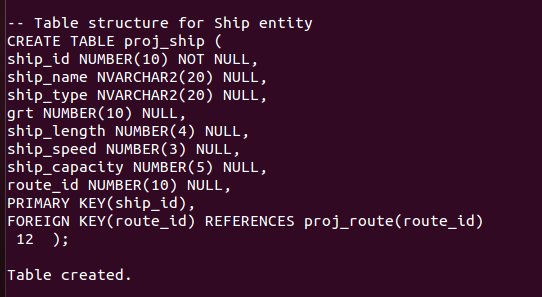 -- Table structure for Ship entity
CREATE TABLE proj_ship (
ship_id NUMBER(10) NOT NULL,
ship_name NVARCHAR2(20) NULL,
ship_type NVARCHAR2(20) NULL,
grt NUMBER(10) NULL,
ship_length NUMBER(4) NULL,
ship_speed NUMBER(3) NULL,
ship_capacity NUMBER(5) NULL,
route_id NUMBER(10) NULL,
PRIMARY KEY(ship_id),
FOREIGN KEY(route_id) REFERENCES proj_route(route_id)
 12  );

Table created.